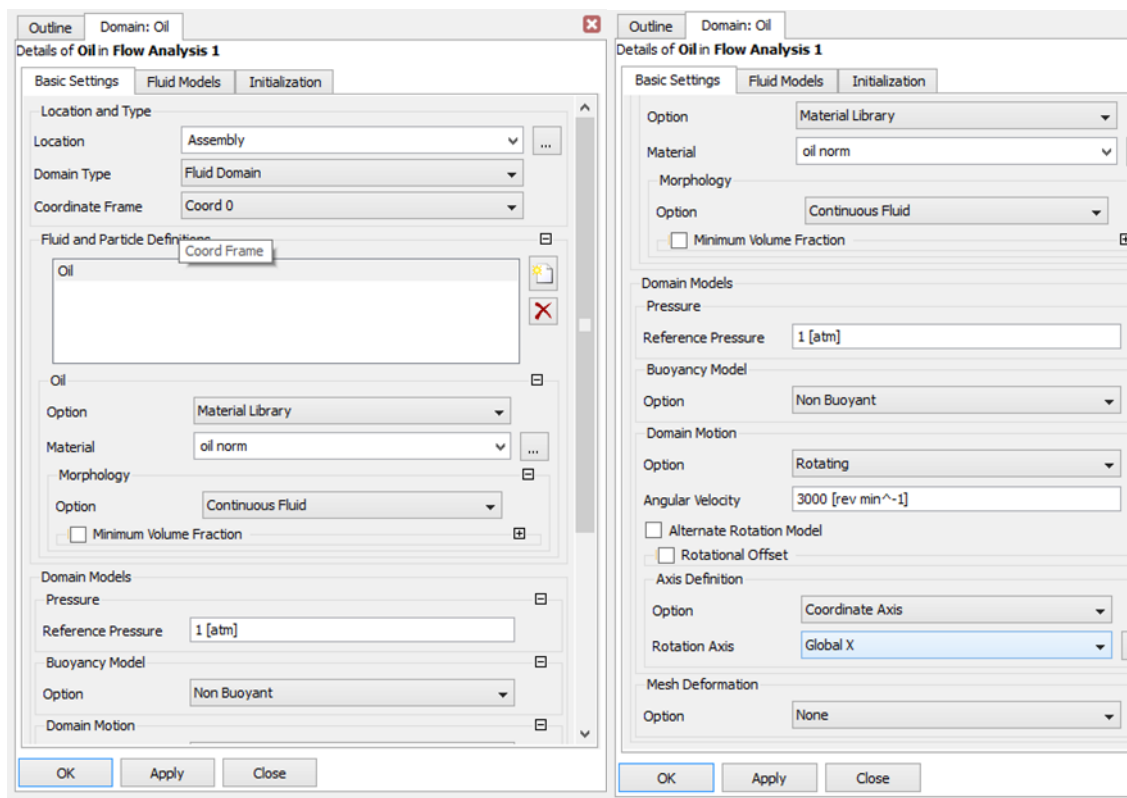 Outline Domain: Oil
Details of Oil in Flow Analysis 1
Basic Settings Fluid Models Initialization
Location and Type
Location Assembly ...
Domain Type Fluid Domain
Coordinate Frame Coord 0
Fluid and Particle Definitions
Coord Frame
Oil
Oil
Option Material Library
Material oil norm ...
Morphology
Option Continuous Fluid
Minimum Volume Fraction
Domain Models
Pressure
Reference Pressure 1 [atm]
Buoyancy Model
Option Non Buoyant
Domain Motion
OK Apply Close
Outline Domain: Oil
Details of Oil in Flow Analysis 1
Basic Settings Fluid Models Initialization
Option Material Library
Material oil norm
Morphology
Option Continuous Fluid
Minimum Volume Fraction
Domain Models
Pressure
Reference Pressure 1 [atm]
Buoyancy Model
Option Non Buoyant
Domain Motion
Option Rotating
Angular Velocity 3000 [rev min^-1]
Alternate Rotation Model
Rotational Offset
Axis Definition
Option Coordinate Axis
Rotation Axis Global X
Mesh Deformation
Option None
OK Apply Close